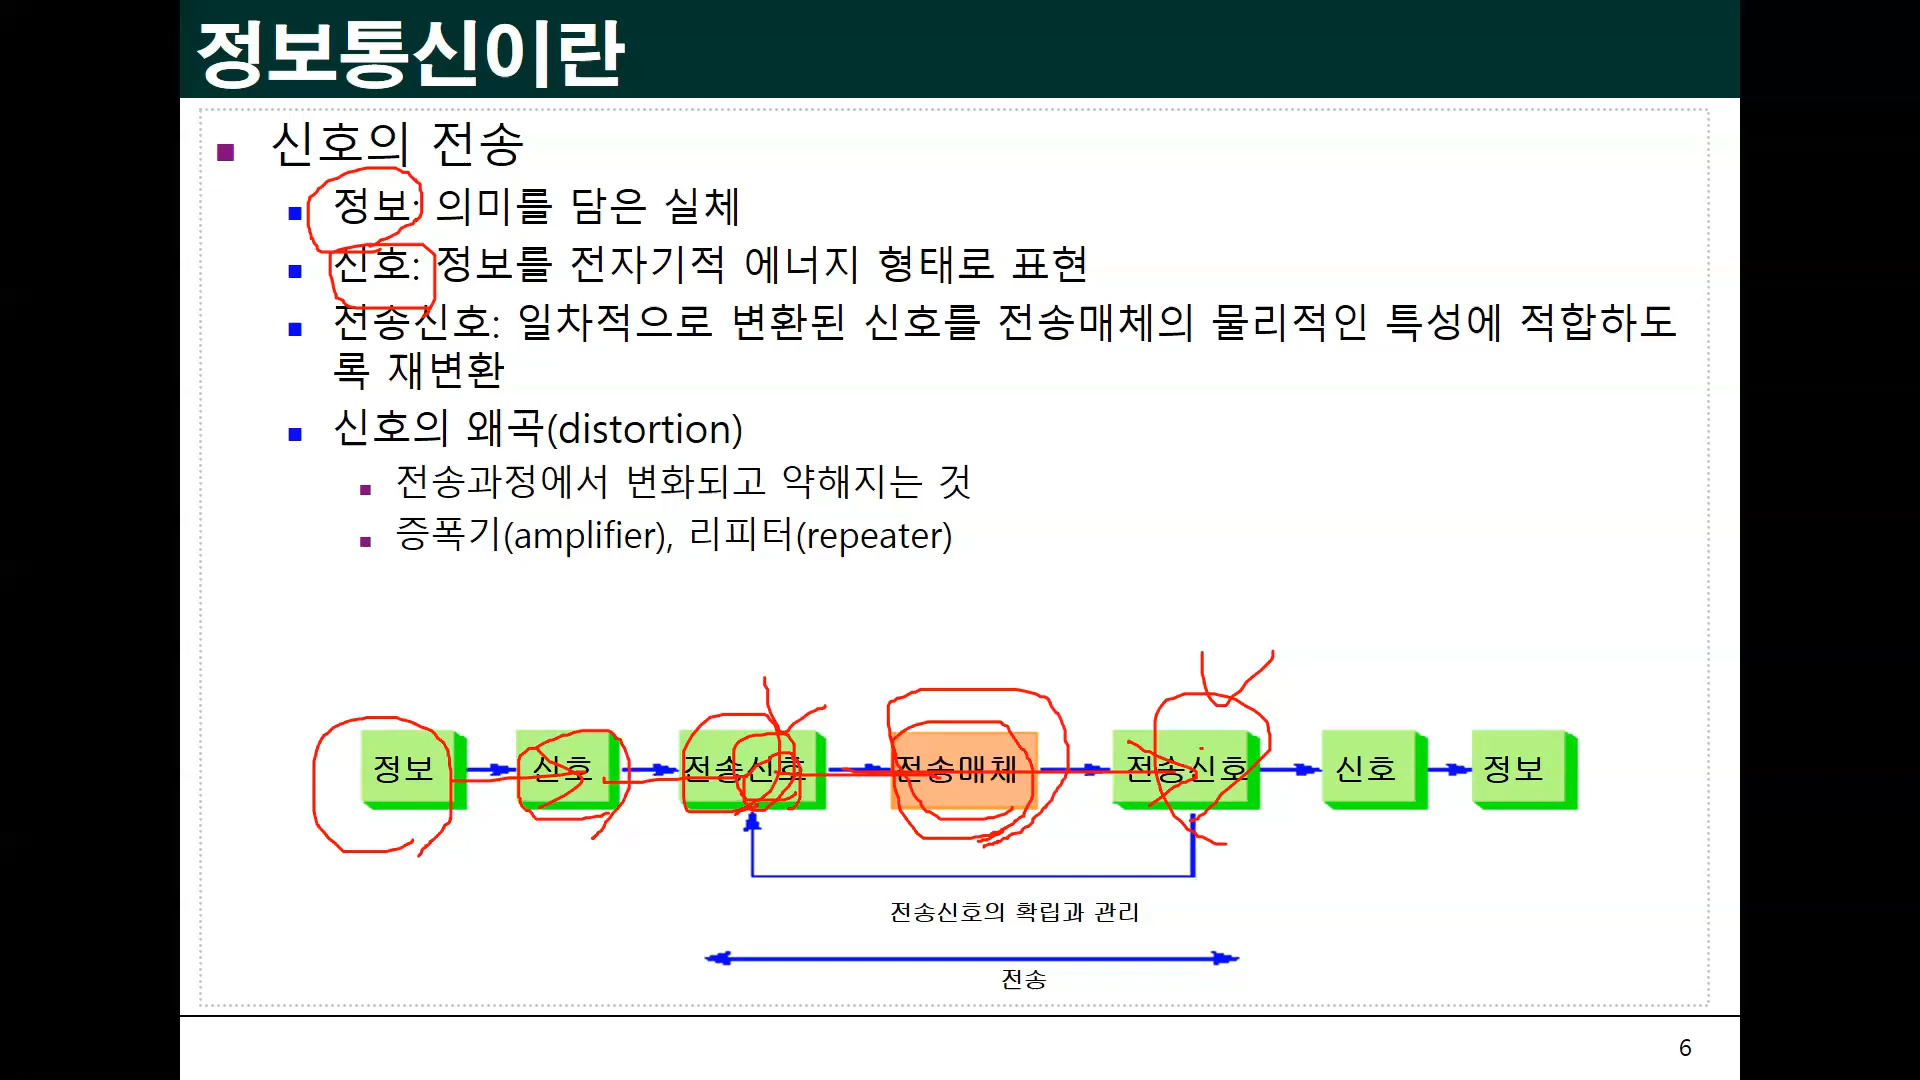 정보통신이란
신호의 전송
정보: 의미를 담은 실체
신호: 정보를 전자기적 에너지 형태로 표현
전송신호: 일차적으로 변환된 신호를 전송매체의 물리적인 특성에 적합하도
록 재변환
신호의 왜곡(distortion)
전송과정에서 변화되고 약해지는 것
증폭기(amplifier), 리피터(repeater)
정보 신호 전송신호 전송매체 전송신호 신호 정보
전송신호의 확립과 관리
전송
6